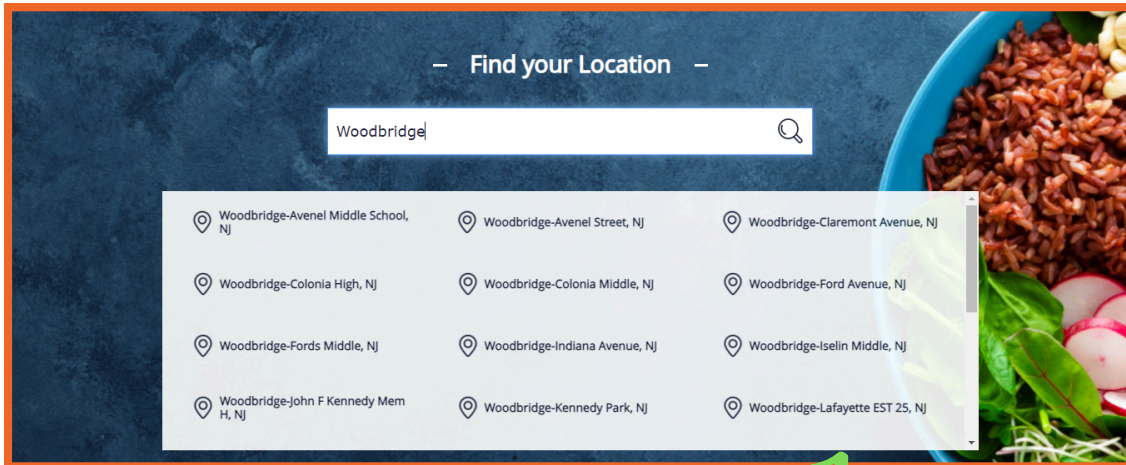 – Find your Location –
Woodbridge
Woodbridge-Avenel Middle School,
NJ
Woodbridge-Avenel Street, NJ
Woodbridge-Claremont Avenue, NJ
Woodbridge-Colonia High, NJ
Woodbridge-Colonia Middle, NJ
Woodbridge-Ford Avenue, NJ
Woodbridge-Fords Middle, NJ
Woodbridge-Indiana Avenue, NJ
Woodbridge-Iselin Middle, NJ
Woodbridge-John F Kennedy Mem
H, NJ
Woodbridge-Kennedy Park, NJ
Woodbridge-Lafayette EST 25, NJ